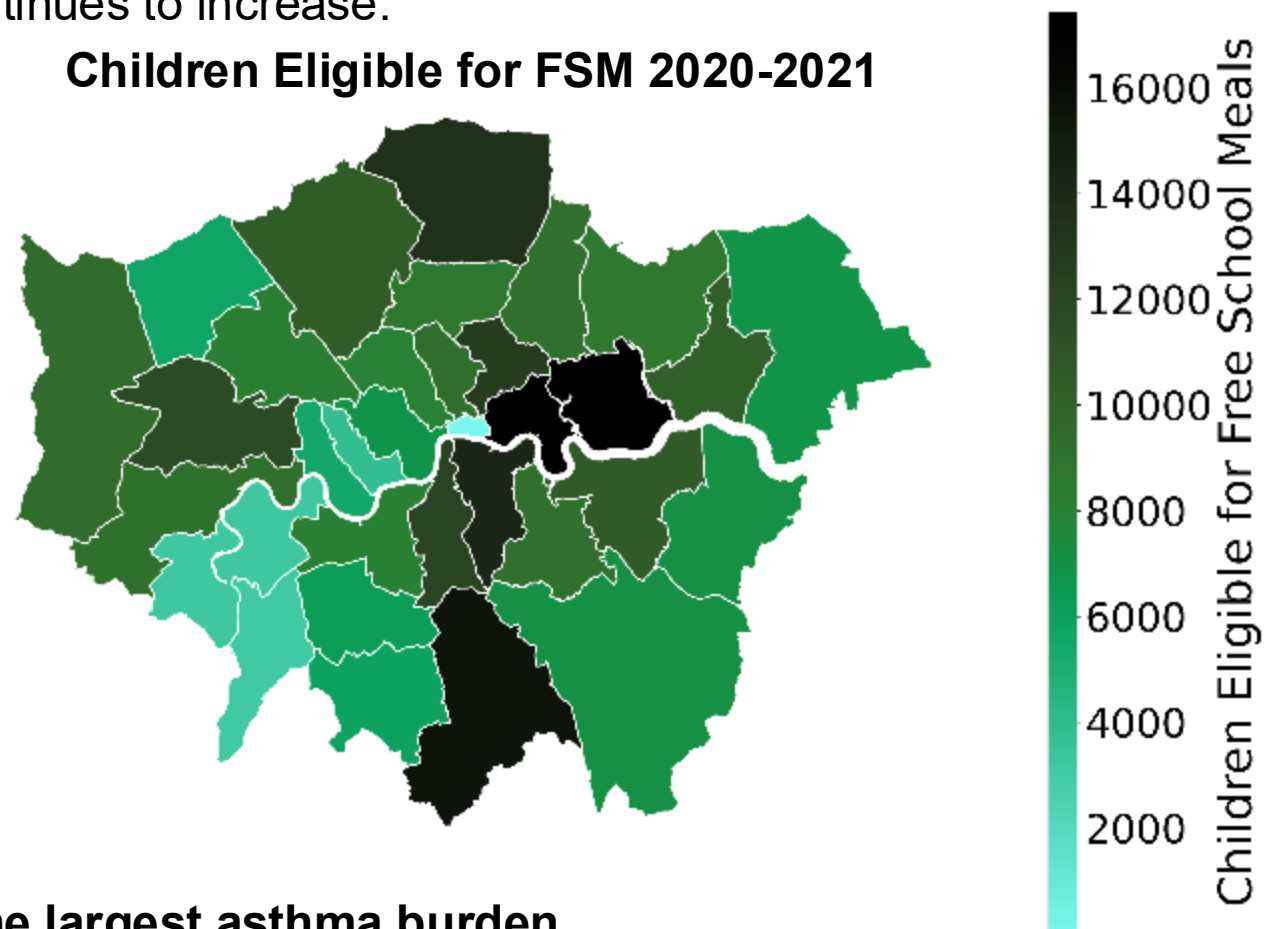 tinues to increase.
Children Eligible for FSM 2020-2021
16000
14000
12000
10000
8000
6000
4000
2000
Children Eligible for Free School Meals
e largest asthma burden